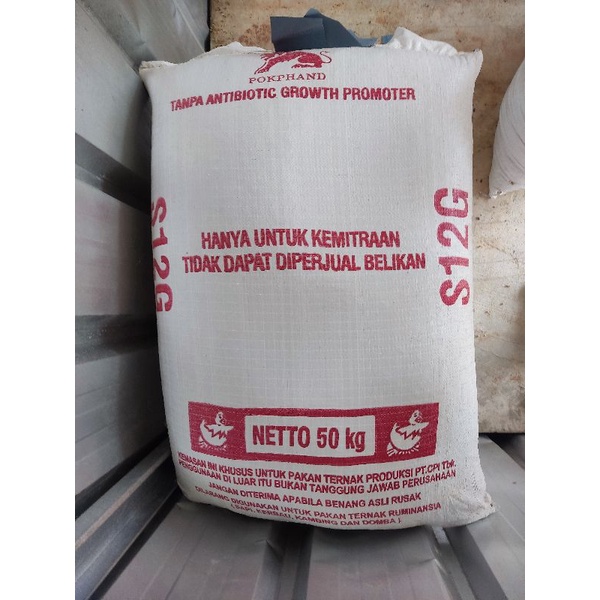 POKPHAND
TANPA ANTIBIOTIC GROWTH PROMOTER
S12G
HANYA UNTUK KEMITRAAN
TIDAK DAPAT DIPERJUAL BELIKAN
S12G
NETTO 50 kg
KEMASAN INI KHUSUS UNTUK PAKAN TERNAK PRODUKSI PT.CPI Tbk.
PENGGUNAAN DI LUAR ITU BUKAN TANGGUNG JAWAB PERUSAHAAN
JANGAN DITERIMA APABILA BENANG ASLI RUSAK
DILARANG DIGUNAKAN UNTUK PAKAN TERNAK RUMINANSIA
( SAPI, KERBAU, KAMBING DAN DOMBA )